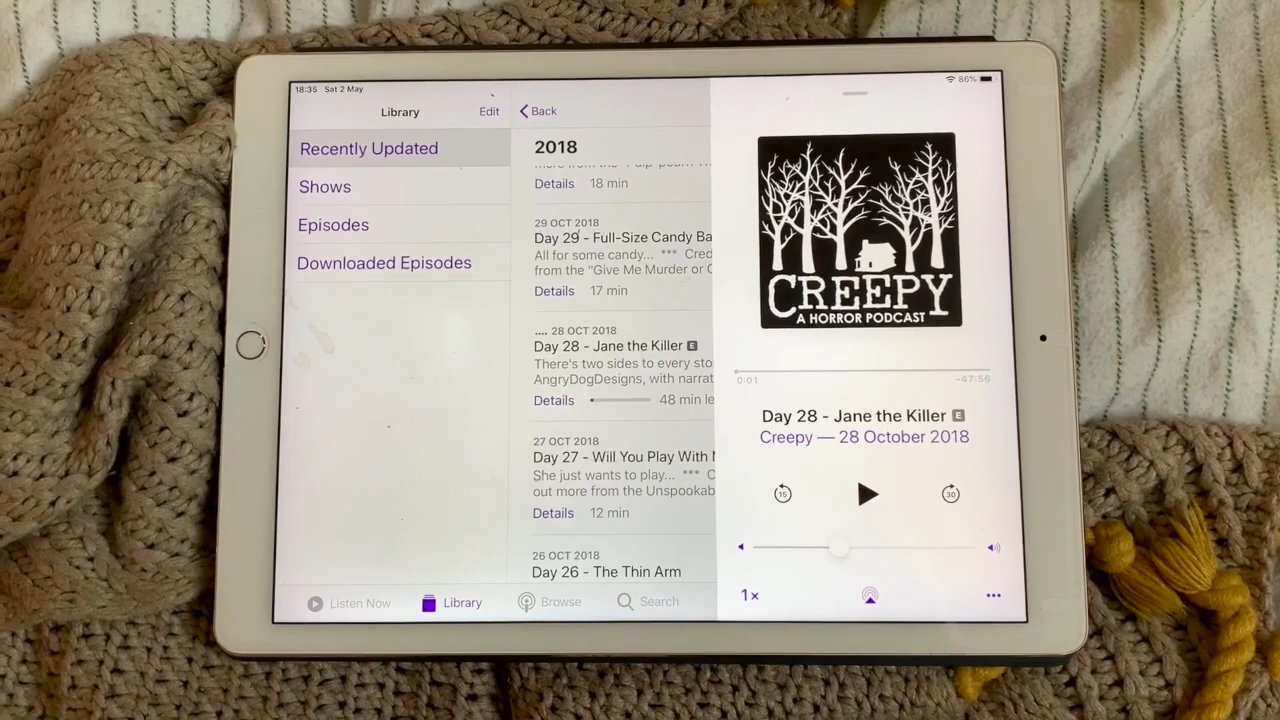 18:35 Sat 2 May
86%
Library
Edit
Recently Updated
Shows
Episodes
Downloaded Episodes
Back
2018
Details 18 min
29 OCT 2018
Day 29 - Full-Size Candy Ba
All for some candy... *** Cred
from the "Give Me Murder or
Details 17 min
.... 28 OCT 2018
Day 28 - Jane the Killer E
There's two sides to every sto
AngryDogDesigns, with narrat
Details 48 min le
27 OCT 2018
Day 27 - Will You Play With
She just wants to play... *** C
out more from the Unspookab
Details 12 min
26 OCT 2018
Day 26 - The Thin Arm
Listen Now
Library
Browse
Search
CREEPY
A HORROR PODCAST
0:01
-47:56
Day 28 - Jane the Killer E
Creepy — 28 October 2018
15
30
1×